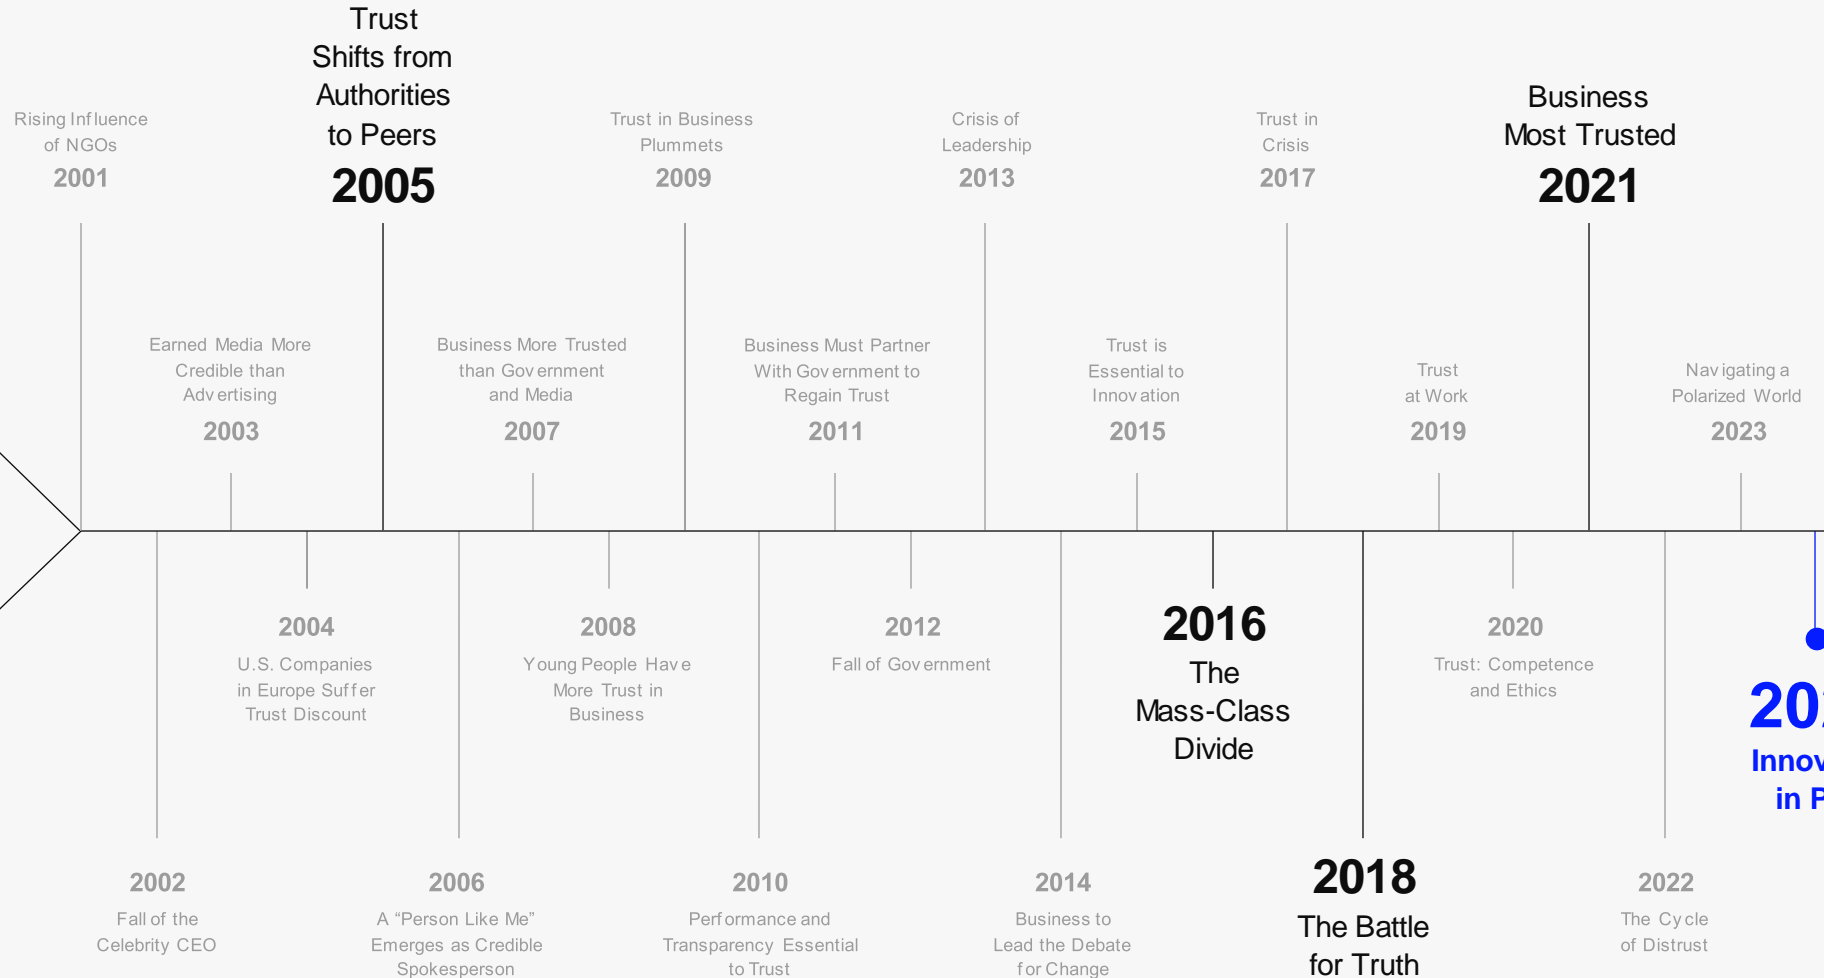 Trust
Shifts from
Authorities
to Peers
2005
Rising Influence
of NGOs
2001
Trust in Business
Plummets
2009
Crisis of
Leadership
2013
Trust in
Crisis
2017
Business
Most Trusted
2021
Earned Media More
Credible than
Advertising
2003
Business More Trusted
than Government
and Media
2007
Business Must Partner
With Government to
Regain Trust
2011
Trust is
Essential to
Innovation
2015
Trust
at Work
2019
Navigating a
Polarized World
2023
2004
U.S. Companies
in Europe Suffer
Trust Discount
2008
Young People Have
More Trust in
Business
2012
Fall of Government
2016
The
Mass-Class
Divide
2020
Trust: Competence
and Ethics
in
2002
Fall of the
Celebrity CEO
2006
A “Person Like Me”
Emerges as Credible
Spokesperson
2010
Performance and
Transparency Essential
to Trust
2014
Business to
Lead the Debate
for Change
2018
The Battle
for Truth
2022
The Cycle
of Distrust